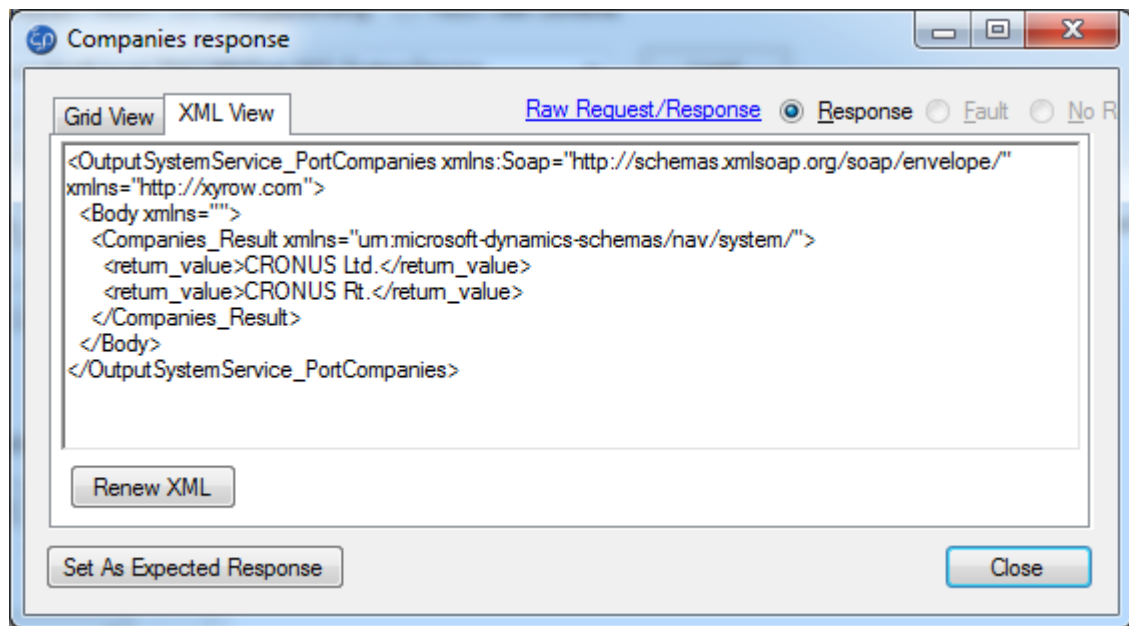 Companies response
Grid View XML View Raw Request/Response Response Fault No R
<OutputSystemService_PortCompanies xmlns:Soap="http://schemas.xmlsoap.org/soap/envelope/"
xmlns="http://xyrow.com">
<Body xmlns="">
<Companies_Result xmlns="urn:microsoft-dynamics-schemas/nav/system/">
<return_value>CRONUS Ltd.</return_value>
<return_value>CRONUS Rt.</return_value>
</Companies_Result>
</Body>
</OutputSystemService_PortCompanies>
Renew XML
Set As Expected Response Close